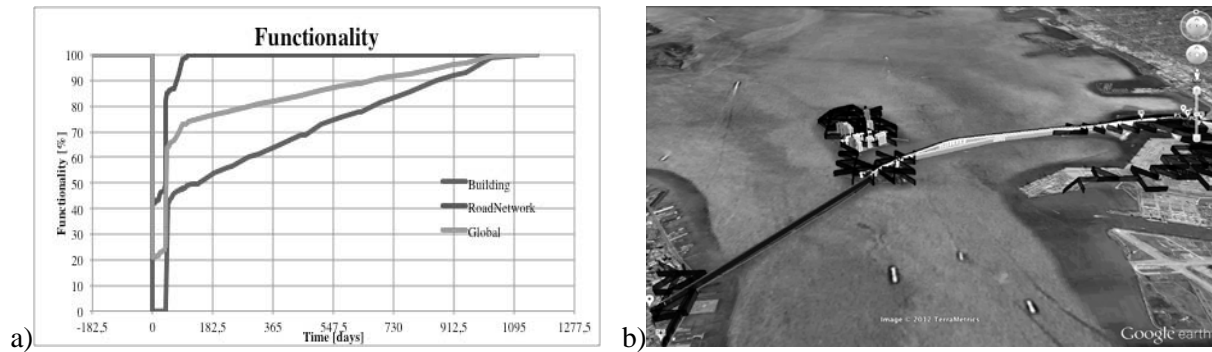 Functionality
Functionality [%]
100
90
80
70
60
50
40
30
20
10
0
-182,5 0 182,5 365 547,5 730 912,5 1095 1277,5
Time [days]
Building
RoadNetwork
Global
a)
Image © 2012 TerraMetrics
Google earth
b)